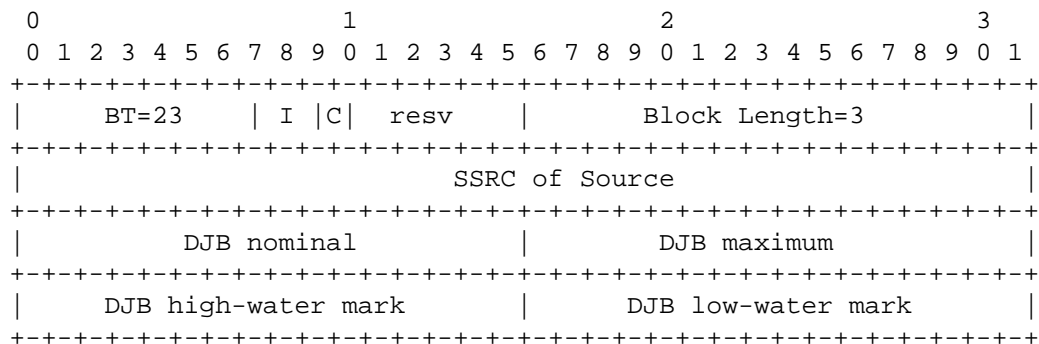 0                   1                   2                   3
 0 1 2 3 4 5 6 7 8 9 0 1 2 3 4 5 6 7 8 9 0 1 2 3 4 5 6 7 8 9 0 1
+-+-+-+-+-+-+-+-+-+-+-+-+-+-+-+-+-+-+-+-+-+-+-+-+-+-+-+-+-+-+-+-+
|     BT=23     | I |C|  resv   |       Block Length=3          |
+-+-+-+-+-+-+-+-+-+-+-+-+-+-+-+-+-+-+-+-+-+-+-+-+-+-+-+-+-+-+-+-+
|                        SSRC of Source                         |
+-+-+-+-+-+-+-+-+-+-+-+-+-+-+-+-+-+-+-+-+-+-+-+-+-+-+-+-+-+-+-+-+
|          DJB nominal          |        DJB maximum            |
+-+-+-+-+-+-+-+-+-+-+-+-+-+-+-+-+-+-+-+-+-+-+-+-+-+-+-+-+-+-+-+-+
|     DJB high-water mark       |      DJB low-water mark       |
+-+-+-+-+-+-+-+-+-+-+-+-+-+-+-+-+-+-+-+-+-+-+-+-+-+-+-+-+-+-+-+-+